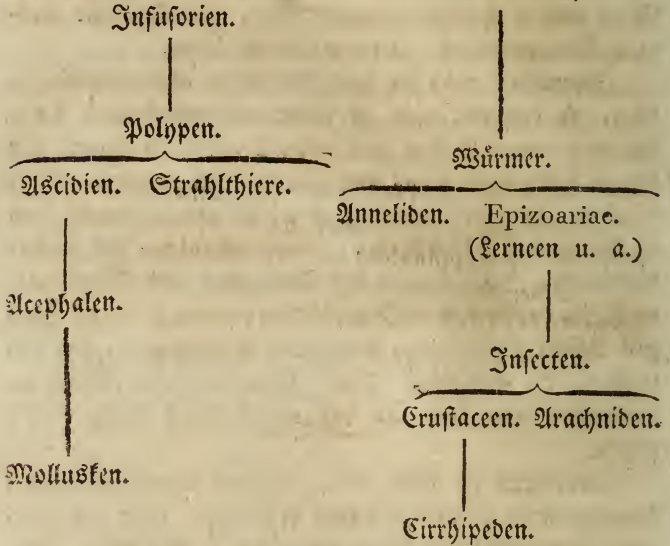 Infusorien.
Polypen.
Ascidien. Strahlthiere.
Acephalen.
Mollusken.
Würmer.
Anneliden. Epizoariae.
(Lerneen u. a.)
Insecten.
Crustaceen. Arachniden.
Cirrhipeden.